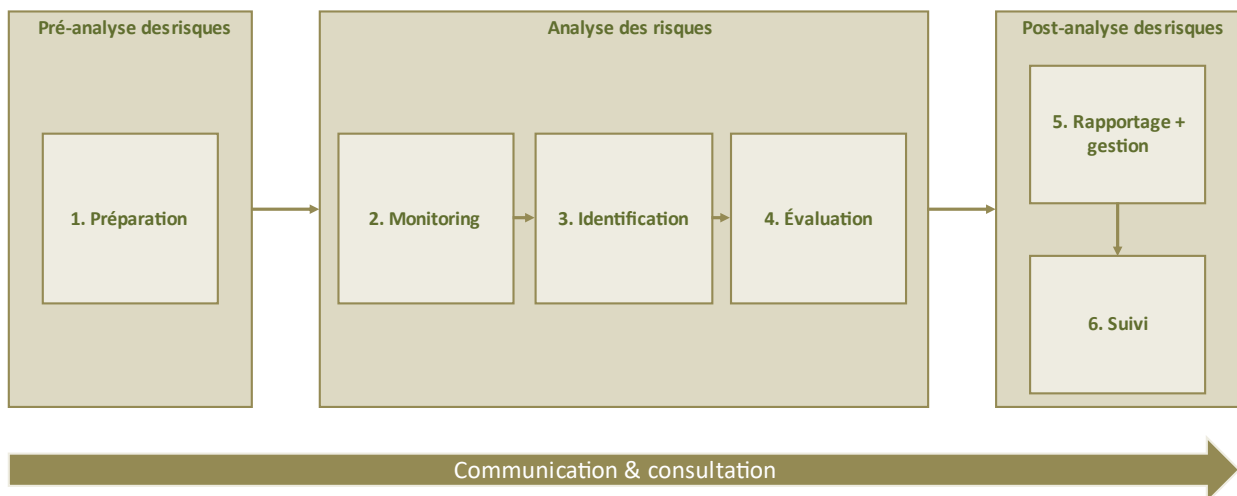 Pré-analyse desrisques
Analyse des risques
Post-analyse desrisques
1. Préparation
2. Monitoring
3. Identification
4. Évaluation
5. Rapportage +
gestion
6. Suivi
Communication & consultation